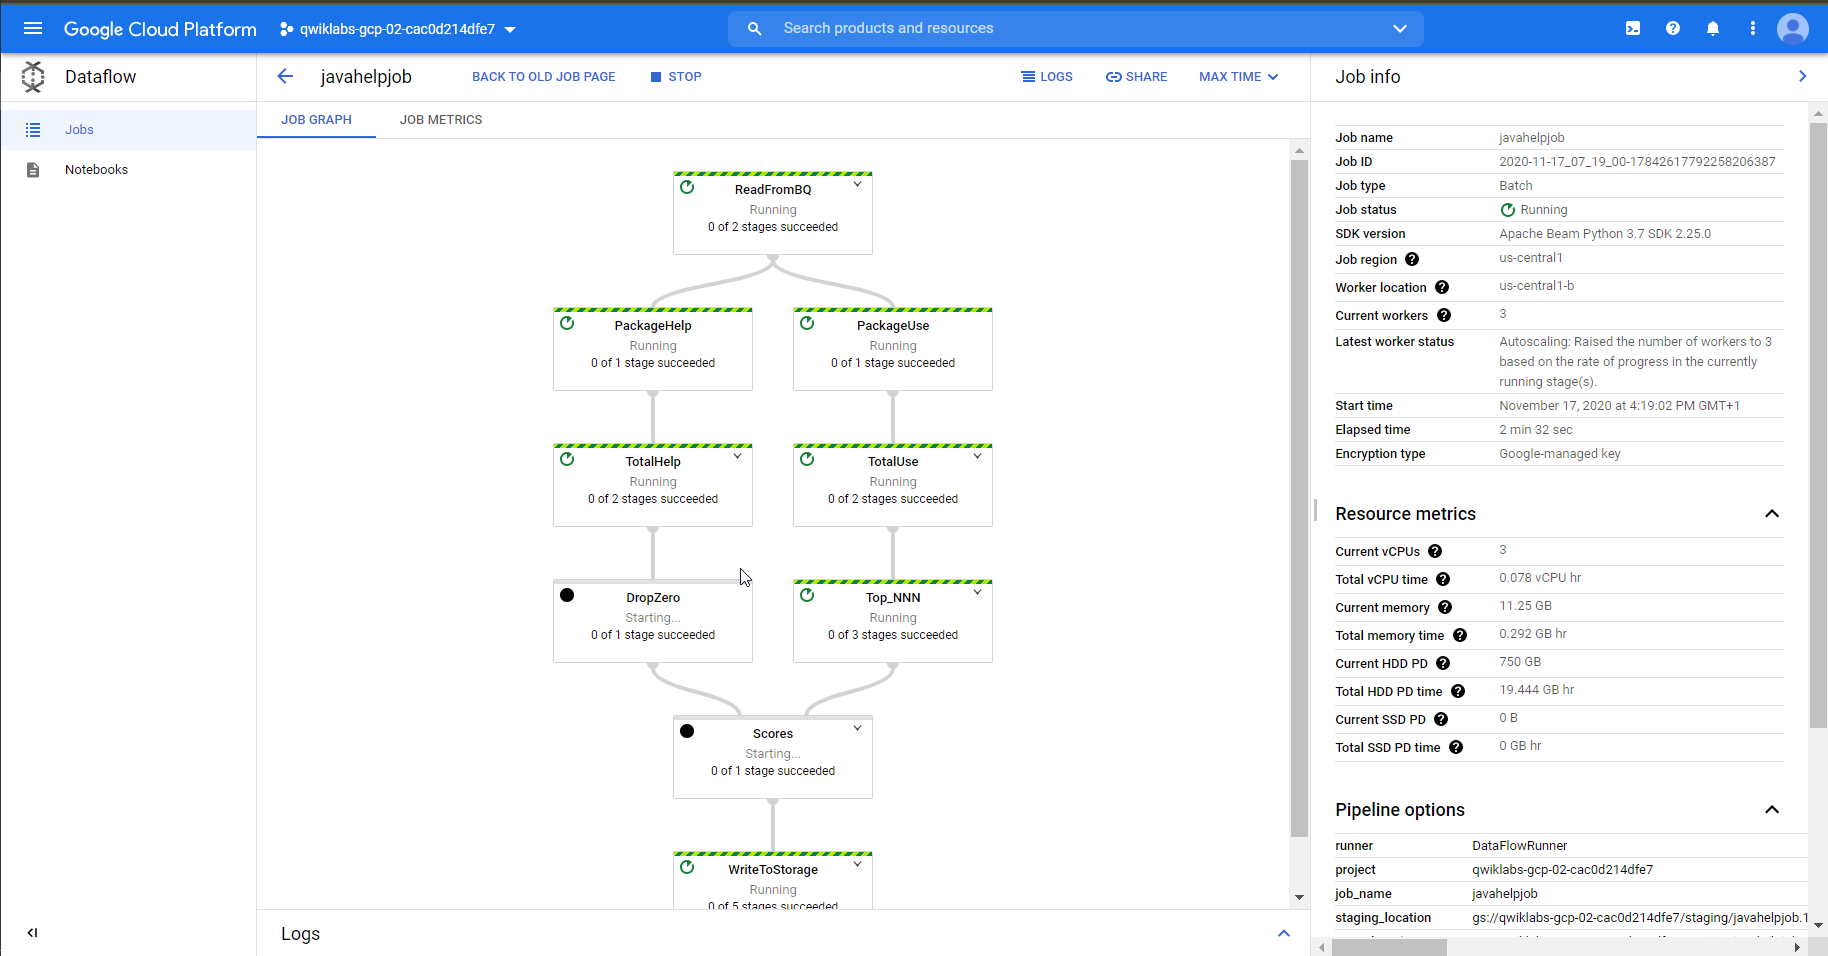 Google Cloud Platform
qwiklabs-gcp-02-cac0d214dfe7
Search products and resources
Dataflow
javahelpjob
BACK TO OLD JOB PAGE
STOP
LOGS
SHARE
MAX TIME
Job info
Jobs
Notebooks
JOB GRAPH
JOB METRICS
ReadFromBQ
Running
0 of 2 stages succeeded
PackageHelp
Running
0 of 1 stage succeeded
PackageUse
Running
0 of 1 stage succeeded
TotalHelp
Running
0 of 2 stages succeeded
TotalUse
Running
0 of 2 stages succeeded
DropZero
Starting...
0 of 1 stage succeeded
Top_NNN
Running
0 of 3 stages succeeded
Scores
Starting...
0 of 1 stage succeeded
WriteToStorage
Running
0 of 5 stages succeeded
Logs
Job name javahelpjob
Job ID 2020-11-17_07_19_00-17842617792258206387
Job type Batch
Job status Running
SDK version Apache Beam Python 3.7 SDK 2.25.0
Job region us-central1
Worker location us-central1-b
Current workers 3
Latest worker status Autoscaling: Raised the number of workers to 3
based on the rate of progress in the currently
running stage(s).
Start time November 17, 2020 at 4:19:02 PM GMT+1
Elapsed time 2 min 32 sec
Encryption type Google-managed key
Resource metrics
Current vCPUs 3
Total vCPU time 0.078 vCPU hr
Current memory 11.25 GB
Total memory time 0.292 GB hr
Current HDD PD 750 GB
Total HDD PD time 19.444 GB hr
Current SSD PD 0 B
Total SSD PD time 0 GB hr
Pipeline options
runner DataFlowRunner
project qwiklabs-gcp-02-cac0d214dfe7
job_name javahelpjob
staging_location gs://qwiklabs-gcp-02-cac0d214dfe7/staging/javahelpjob.1